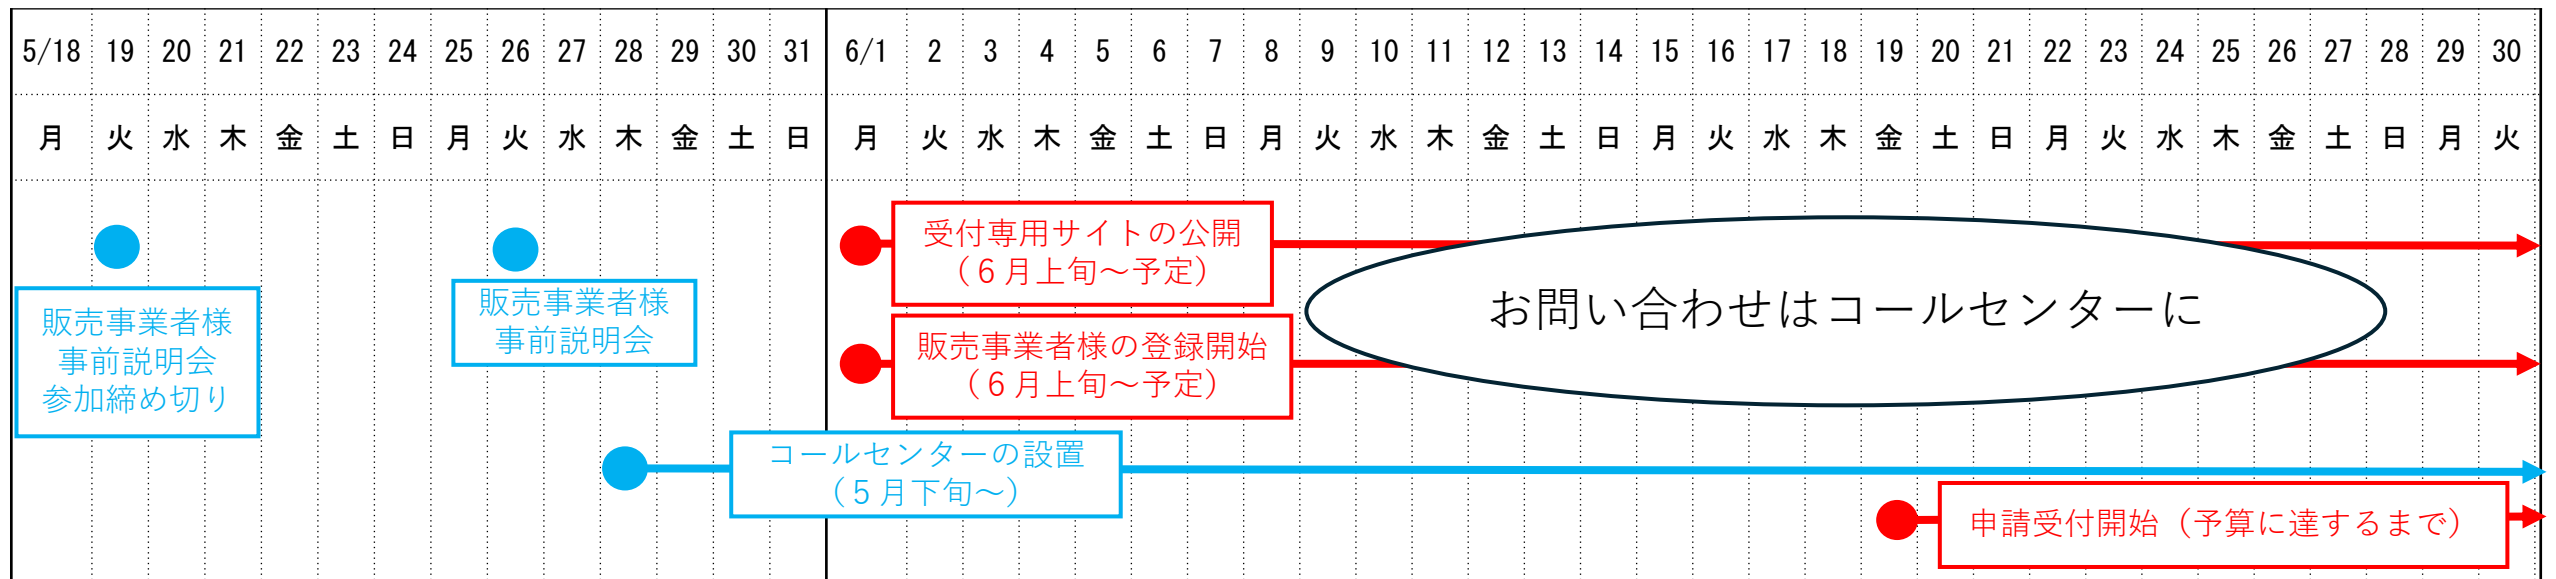 5/18 19 20 21 22 23 24 25 26 27 28 29 30 31 6/1 2 3 4 5 6 7 8 9 10 11 12 13 14 15 16 17 18 19 20 21 22 23 24 25 26 27 28 29 30
月 火 水 木 金 土 日 月 火 水 木 金 土 日 月 火 水 木 金 土 日 月 火 水 木 金 土 日 月 火 水 木 金 土 日 月 火 水 木 金 土 日 月 火
販売事業者様
事前説明会
参加締め切り
販売事業者様
事前説明会
受付専用サイトの公開
（６月上旬～予定）
販売事業者様の登録開始
（６月上旬～予定）
お問い合わせはコールセンターに
コールセンターの設置
（５月下旬～）
申請受付開始（予算に達するまで）